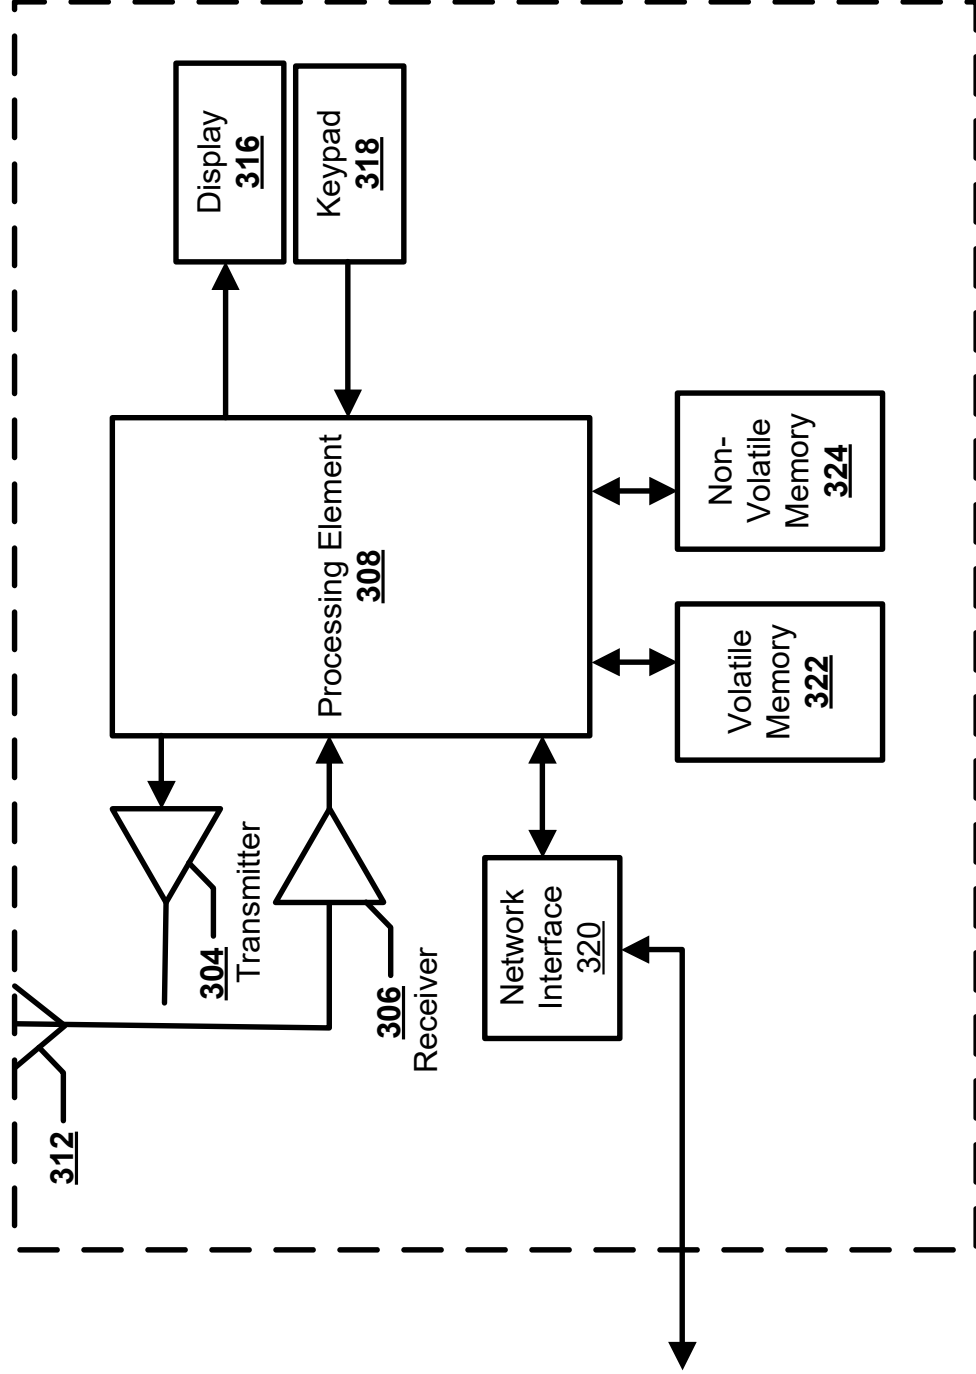 312
304
Transmitter
306
Receiver
Network
Interface
320
Processing Element
308
Volatile
Memory
322
Non-
Volatile
Memory
324
Display
316
Keypad
318